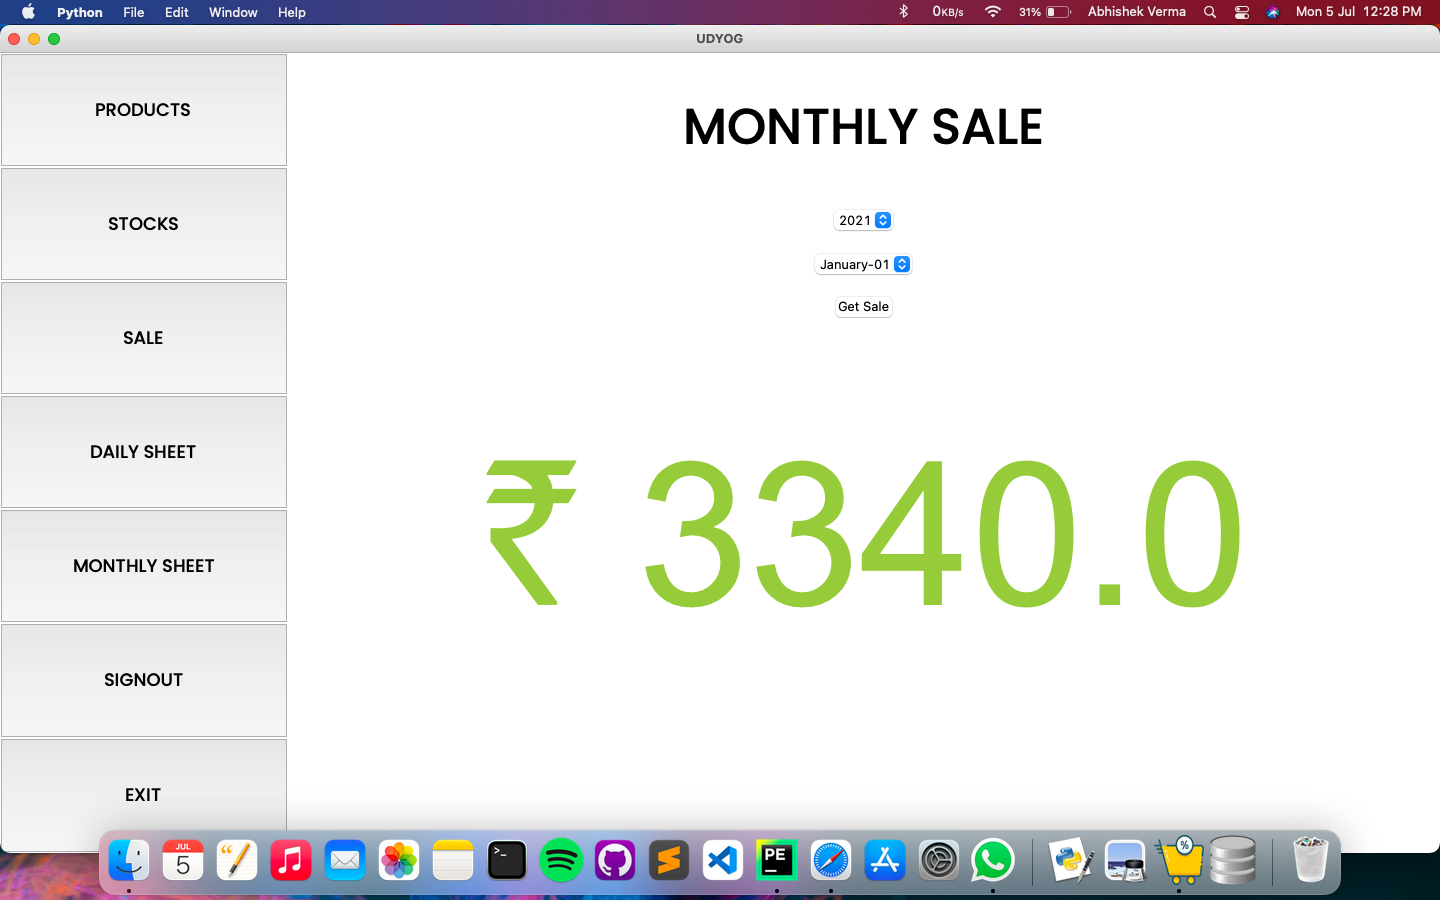 Python File Edit Window Help 0KB/s 31% Abhishek Verma Mon 5 Jul 12:28 PM
UDYOG
PRODUCTS
STOCKS
SALE
DAILY SHEET
MONTHLY SHEET
SIGNOUT
EXIT
MONTHLY SALE
2021
January-01
Get Sale
₹ 3340.0
JUL
5
>_
PE
%